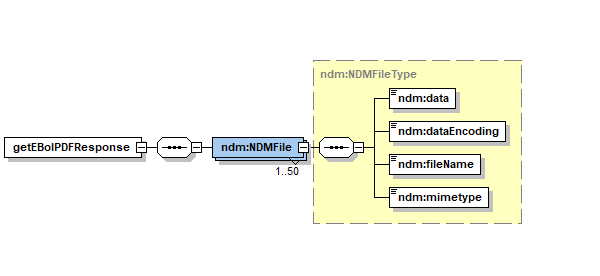 ndm:NDMFileType
ndm:data
ndm:dataEncoding
getEBolPDFResponse
ndm:NDMFile
ndm:fileName
1..50
ndm:mimetype